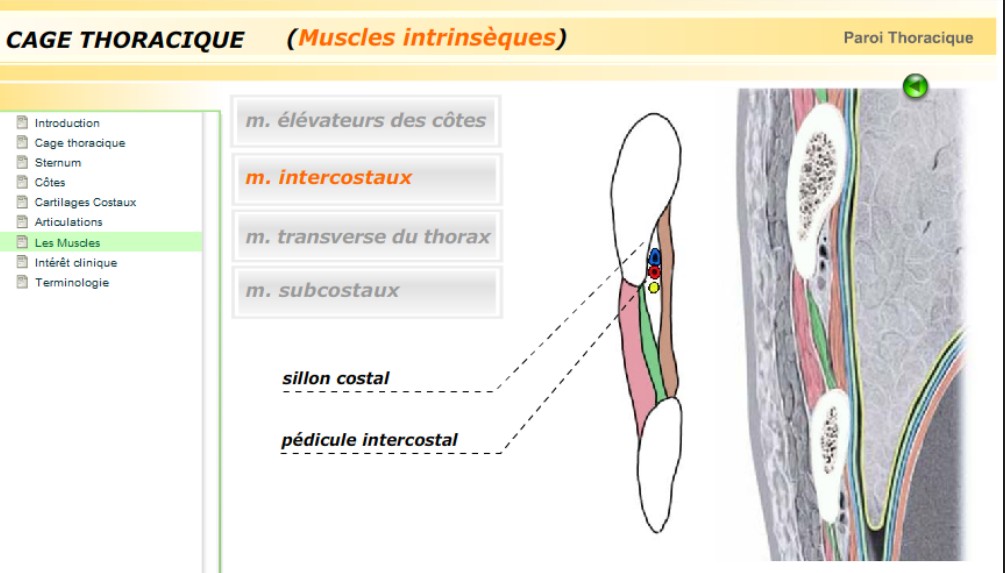 CAGE THORACIQUE (Muscles intrinsèques)
Paroi Thoracique
Introduction
Cage thoracique
Sternum
Côtes
Cartilages Costaux
Articulations
Les Muscles
Intérêt clinique
Terminologie
m. élévateurs des côtes
m. intercostaux
m. transverse du thorax
m. subcostaux
sillon costal
pédicule intercostal